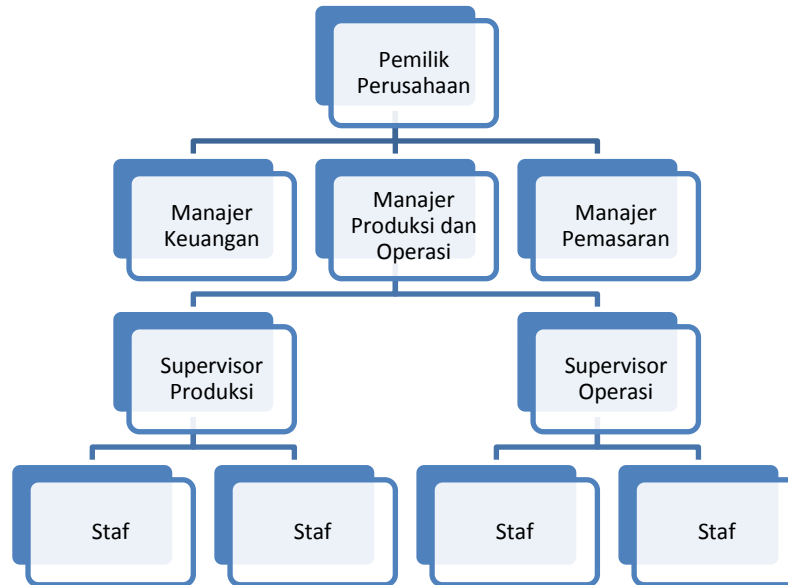 Pemilik
Perusahaan
Manajer
Keuangan
Manajer
Produksi dan
Operasi
Manajer
Pemasaran
Supervisor
Produksi
Supervisor
Operasi
Staf
Staf
Staf
Staf